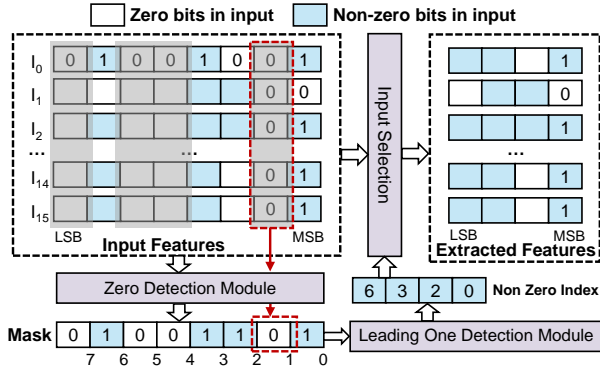 Zero bits in input Non-zero bits in input
I0 0 1 0 0 1 0 0 1
I1 0 0
I2 0 1
... ...
I14 0 1
I15 0 1
LSB MSB
Input Features
Input Selection
1
0
1
...
1
1
LSB MSB
Extracted Features
Zero Detection Module
6 3 2 0 Non Zero Index
Mask 0 1 0 0 1 1 0 1
7 6 5 4 3 2 1 0
Leading One Detection Module